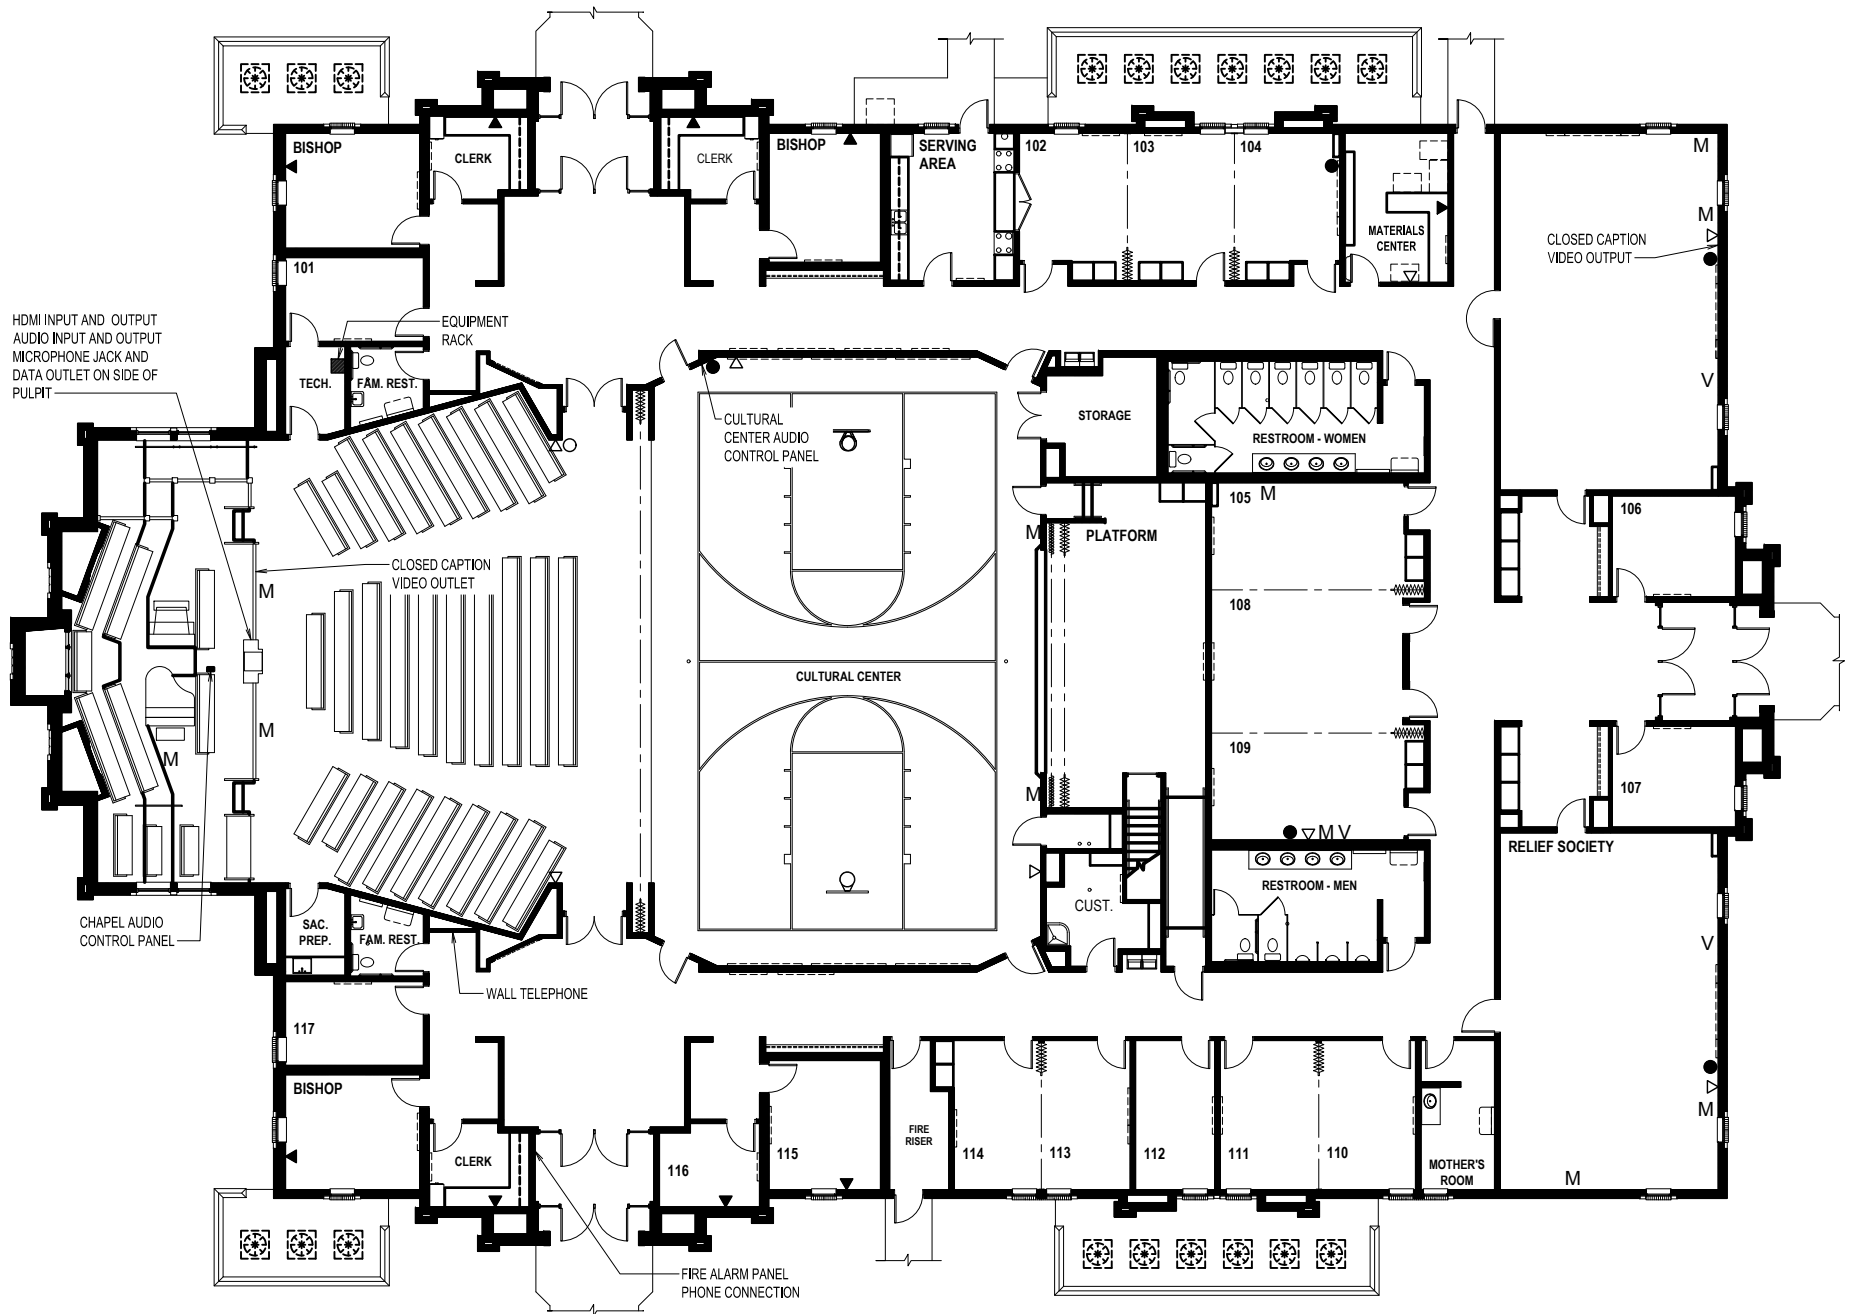 BISHOP
CLERK
CLERK
BISHOP
SERVING
AREA
102
103
104
MATERIALS
CENTER
M
M
CLOSED CAPTION
VIDEO OUTPUT
V
101
EQUIPMENT
RACK
HDMI INPUT AND OUTPUT
AUDIO INPUT AND OUTPUT
MICROPHONE JACK AND
DATA OUTLET ON SIDE OF
PULPIT
TECH.
FAM. REST.
CULTURAL
CENTER AUDIO
CONTROL PANEL
STORAGE
RESTROOM - WOMEN
105
M
106
M
PLATFORM
CLOSED CAPTION
VIDEO OUTLET
M
108
CULTURAL CENTER
M
M
109
107
M
M V
RELIEF SOCIETY
RESTROOM - MEN
CUST.
CHAPEL AUDIO
CONTROL PANEL
SAC.
PREP.
FAM. REST.
WALL TELEPHONE
V
117
BISHOP
M
CLERK
116
115
FIRE
RISER
114
113
112
111
110
MOTHER'S
ROOM
M
FIRE ALARM PANEL
PHONE CONNECTION